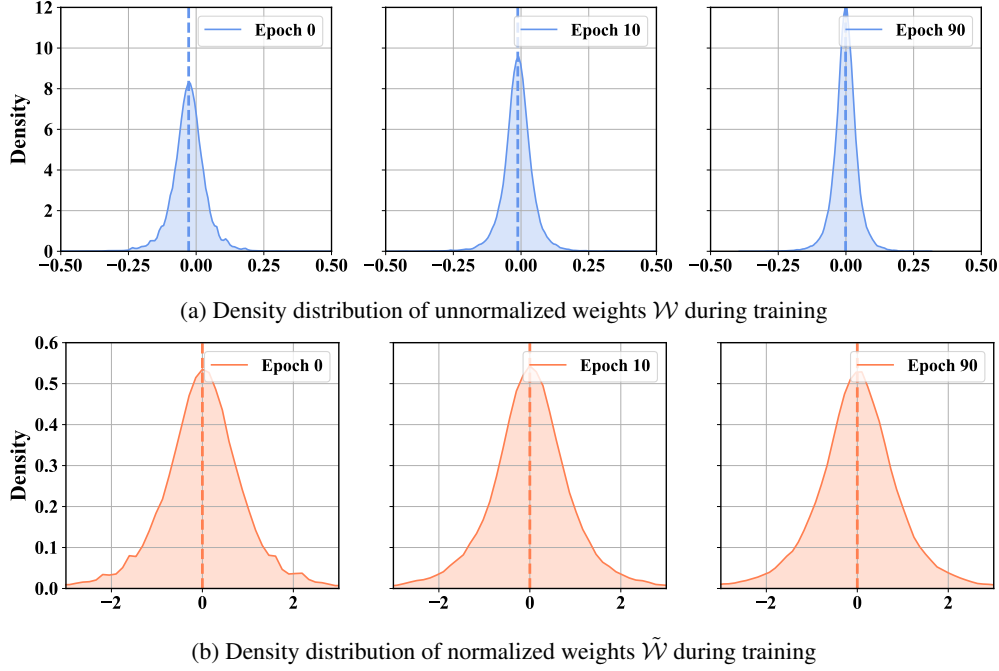 12
10
8
6
4
2
0
Density
Epoch 0
Epoch 10
Epoch 90
−0.50 −0.25 0.00 0.25 0.50
−0.50 −0.25 0.00 0.25 0.50
−0.50 −0.25 0.00 0.25 0.50
(a) Density distribution of unnormalized weights 𝒲 during training
0.6
0.5
0.4
0.3
0.2
0.1
0.0
Density
Epoch 0
Epoch 10
Epoch 90
−2 0 2
−2 0 2
−2 0 2
(b) Density distribution of normalized weights 𝒲̃ during training